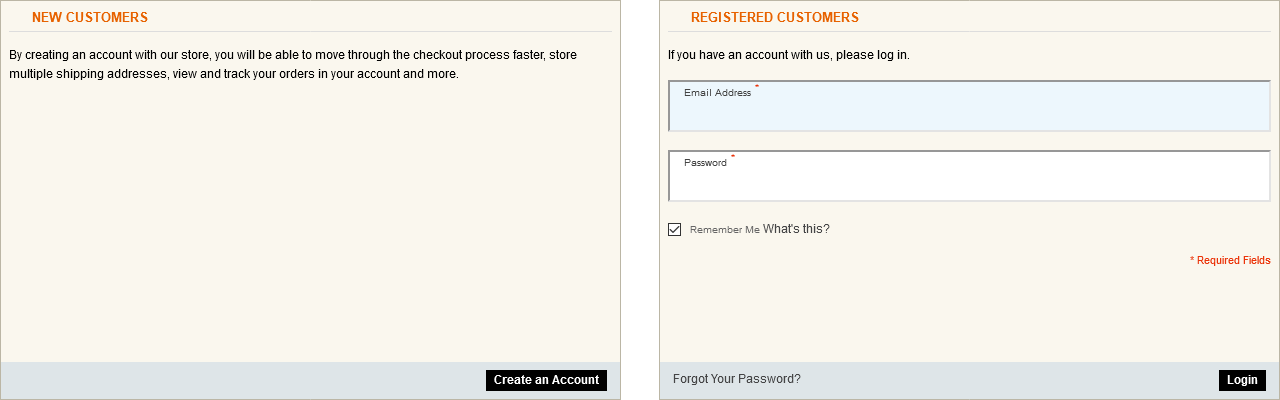 NEW CUSTOMERS
By creating an account with our store, you will be able to move through the checkout process faster, store
multiple shipping addresses, view and track your orders in your account and more.
Create an Account
REGISTERED CUSTOMERS
If you have an account with us, please log in.
Email Address *
Password *
Remember Me What's this?
* Required Fields
Forgot Your Password?
Login